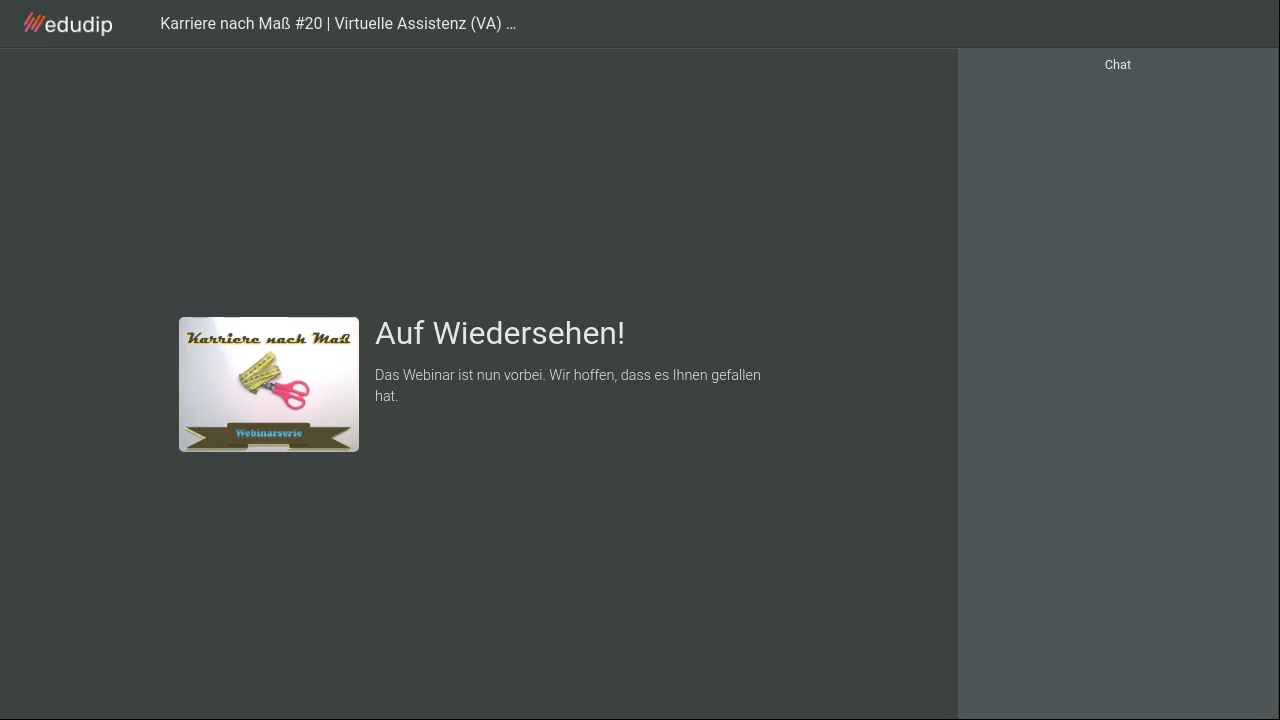 edudip
Karriere nach Maß #20 | Virtuelle Assistenz (VA) ...
Chat
Karriere nach Maß
Webinarserie
Auf Wiedersehen!
Das Webinar ist nun vorbei. Wir hoffen, dass es Ihnen gefallen
hat.